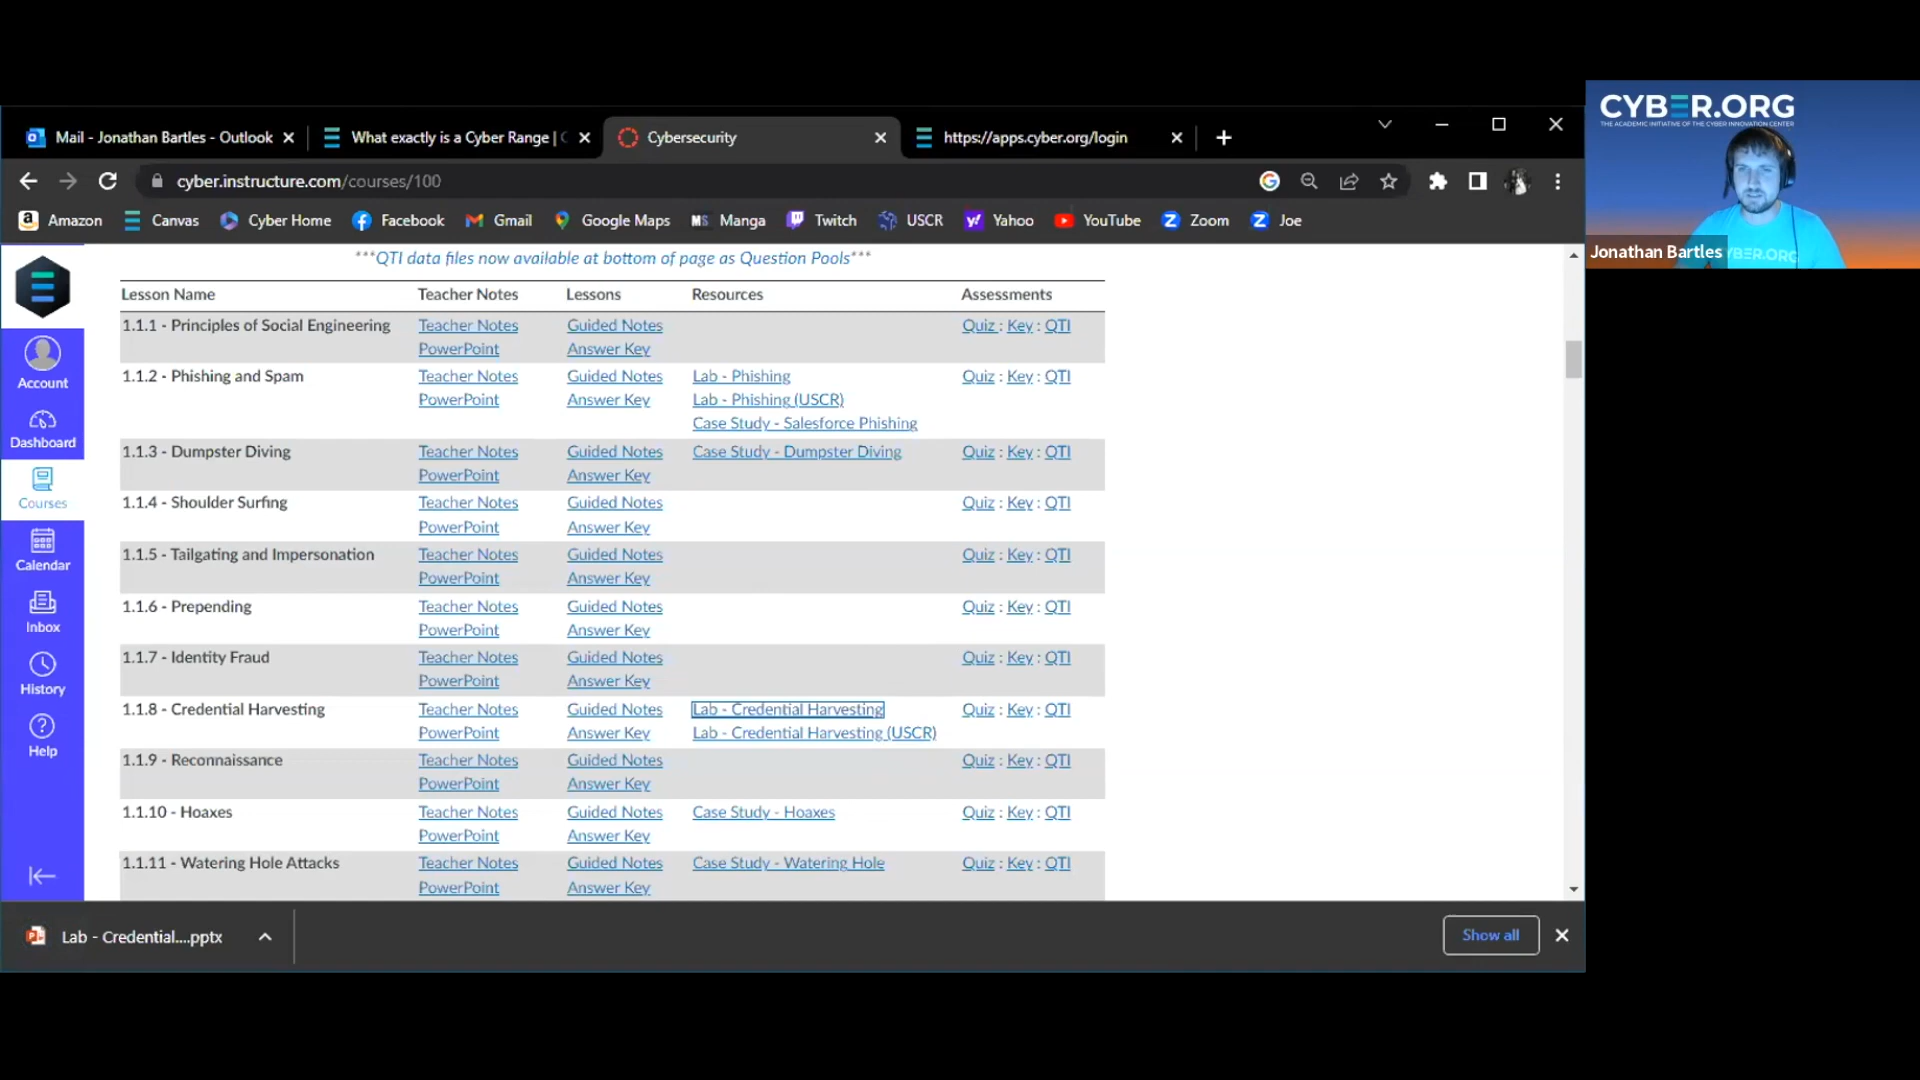 CYBER.ORG
THE ACADEMIC INITIATIVE OF THE CYBER INNOVATION CENTER
Mail - Jonathan Bartles - Outlook
What exactly is a Cyber Range | C
Cybersecurity
https://apps.cyber.org/login
cyber.instructure.com/courses/100
Amazon Canvas Cyber Home Facebook Gmail Google Maps Manga Twitch USCR Yahoo YouTube Zoom Joe
Jonathan Bartles
***QTI data files now available at bottom of page as Question Pools***
Lesson Name Teacher Notes Lessons Resources Assessments
1.1.1 - Principles of Social Engineering Teacher Notes Guided Notes Quiz : Key : QTI
PowerPoint Answer Key
1.1.2 - Phishing and Spam Teacher Notes Guided Notes Lab - Phishing Quiz : Key : QTI
PowerPoint Answer Key Lab - Phishing (USCR)
Case Study - Salesforce Phishing
1.1.3 - Dumpster Diving Teacher Notes Guided Notes Case Study - Dumpster Diving Quiz : Key : QTI
PowerPoint Answer Key
1.1.4 - Shoulder Surfing Teacher Notes Guided Notes Quiz : Key : QTI
PowerPoint Answer Key
1.1.5 - Tailgating and Impersonation Teacher Notes Guided Notes Quiz : Key : QTI
PowerPoint Answer Key
1.1.6 - Prepending Teacher Notes Guided Notes Quiz : Key : QTI
PowerPoint Answer Key
1.1.7 - Identity Fraud Teacher Notes Guided Notes Quiz : Key : QTI
PowerPoint Answer Key
1.1.8 - Credential Harvesting Teacher Notes Guided Notes Lab - Credential Harvesting Quiz : Key : QTI
PowerPoint Answer Key Lab - Credential Harvesting (USCR)
1.1.9 - Reconnaissance Teacher Notes Guided Notes Quiz : Key : QTI
PowerPoint Answer Key
1.1.10 - Hoaxes Teacher Notes Guided Notes Case Study - Hoaxes Quiz : Key : QTI
PowerPoint Answer Key
1.1.11 - Watering Hole Attacks Teacher Notes Guided Notes Case Study - Watering Hole Quiz : Key : QTI
PowerPoint Answer Key
Account
Dashboard
Courses
Calendar
Inbox
History
Help
Lab - Credential....pptx
Show all